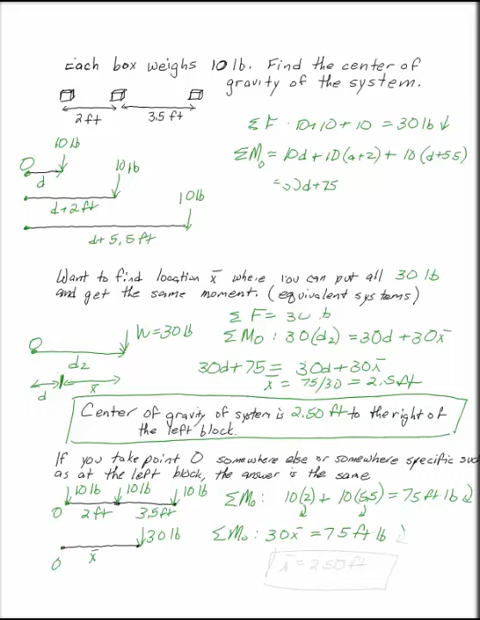 Each box weighs 10 lb. Find the center of
gravity of the system.
2 ft 3.5 ft
ΣF 10+10+10 = 30 lb ↓
10 lb
ΣM₀ = 10d + 10(d+2) + 10(d+5.5)
O
d
10 lb
d+75
d+2 ft
10 lb
d+5.5 ft
Want to find location x̄ where you can put all 30 lb
and get the same moment. (equivalent systems)
ΣF = 30 lb
W=30 lb
ΣM₀ : 30(d₂) = 30d + 30x̄
O
d₂
30d+75 = 30d+30x̄
d x̄
x̄ = 75/30 = 2.5 ft
Center of gravity of system is 2.50 ft to the right of
the left block.
If you take point O somewhere else or somewhere specific suc
as at the left block, the answer is the same
10 lb 10 lb 10 lb
ΣM₀: 10(2) + 10(5.5) = 75 ft lb
O 2 ft 3.5 ft
30 lb
ΣM₀ : 30x̄ = 75 ft lb
O x̄
x̄ = 2.50 ft